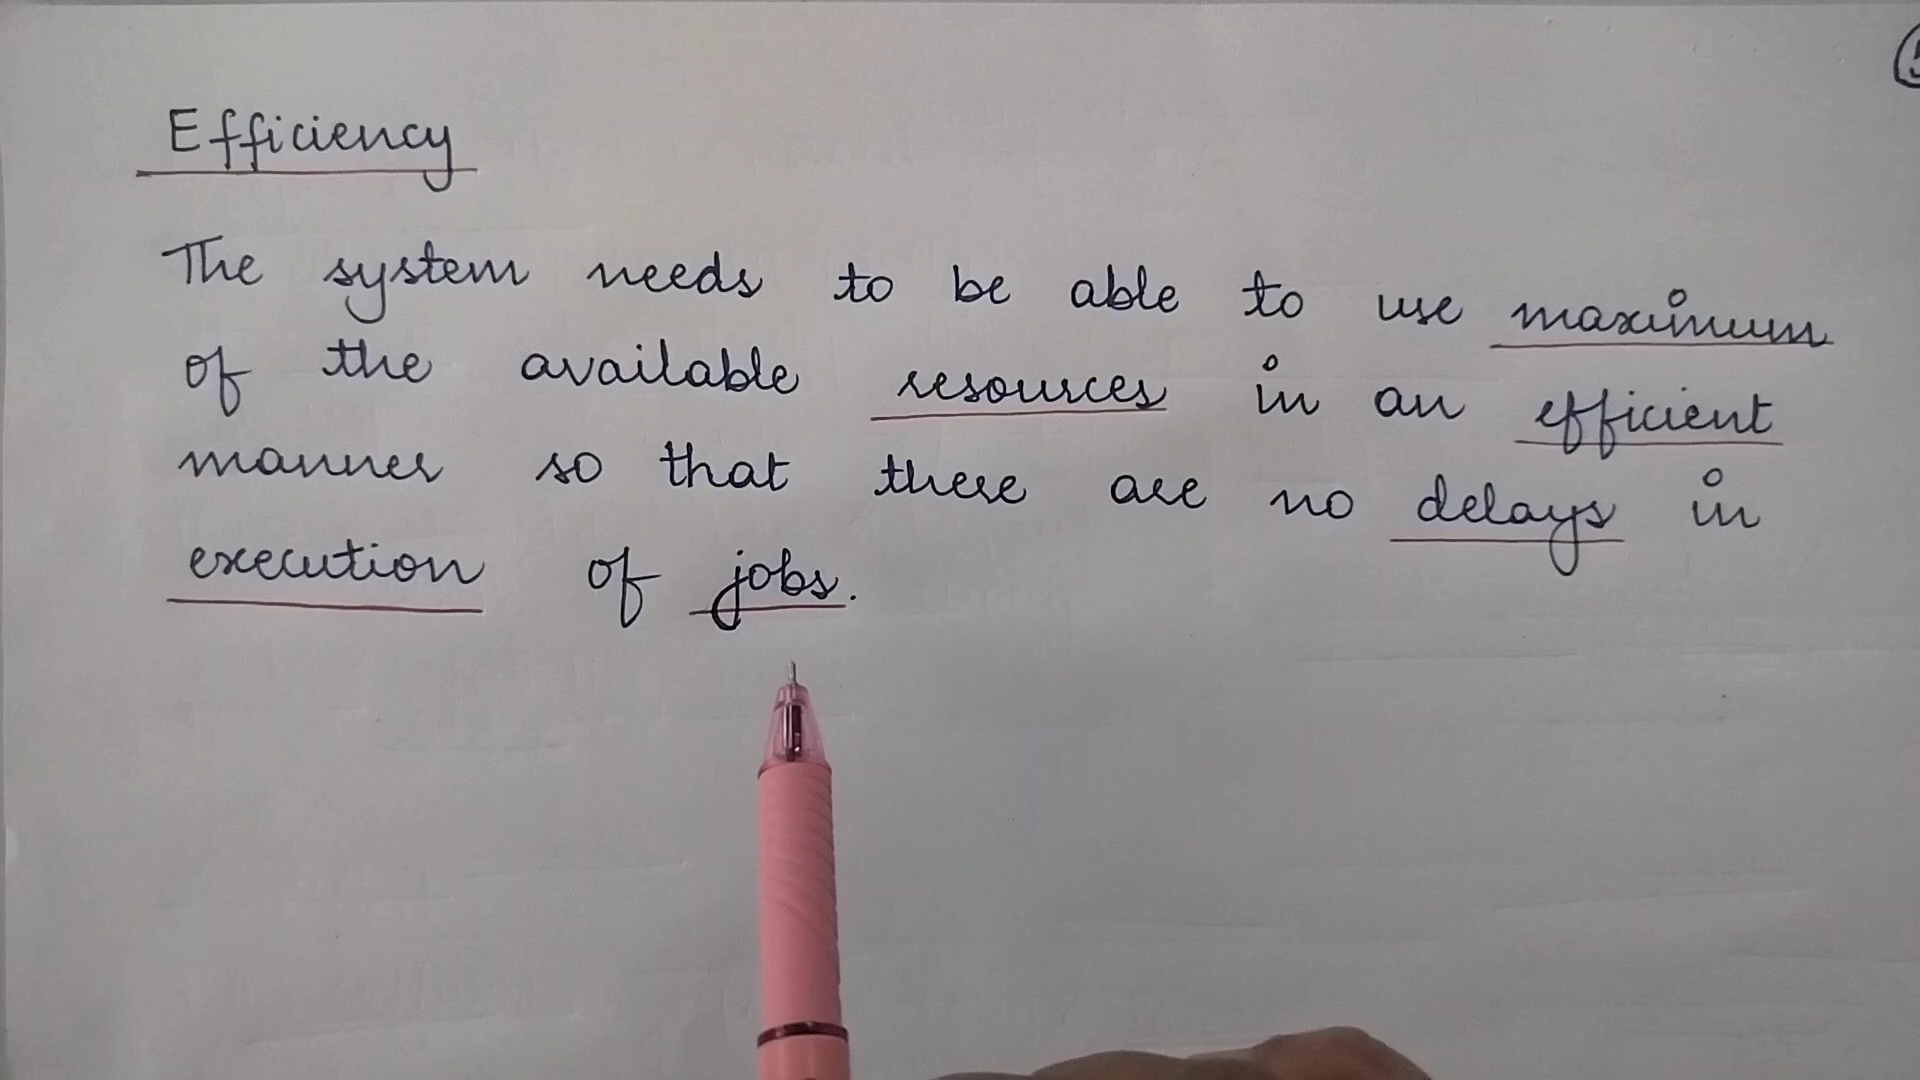 Efficiency
The system needs to be able to use maximum
of the available resources in an efficient
manner so that there are no delays in
execution of jobs.